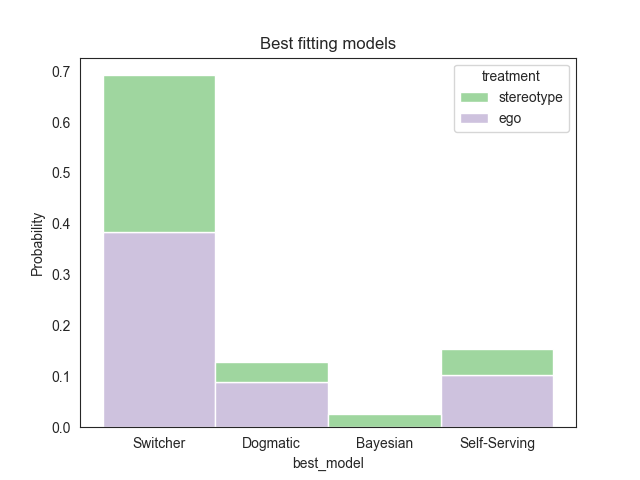 Best fitting models
treatment
stereotype
ego
Probability
0.7
0.6
0.5
0.4
0.3
0.2
0.1
0.0
Switcher
Dogmatic
Bayesian
Self-Serving
best_model